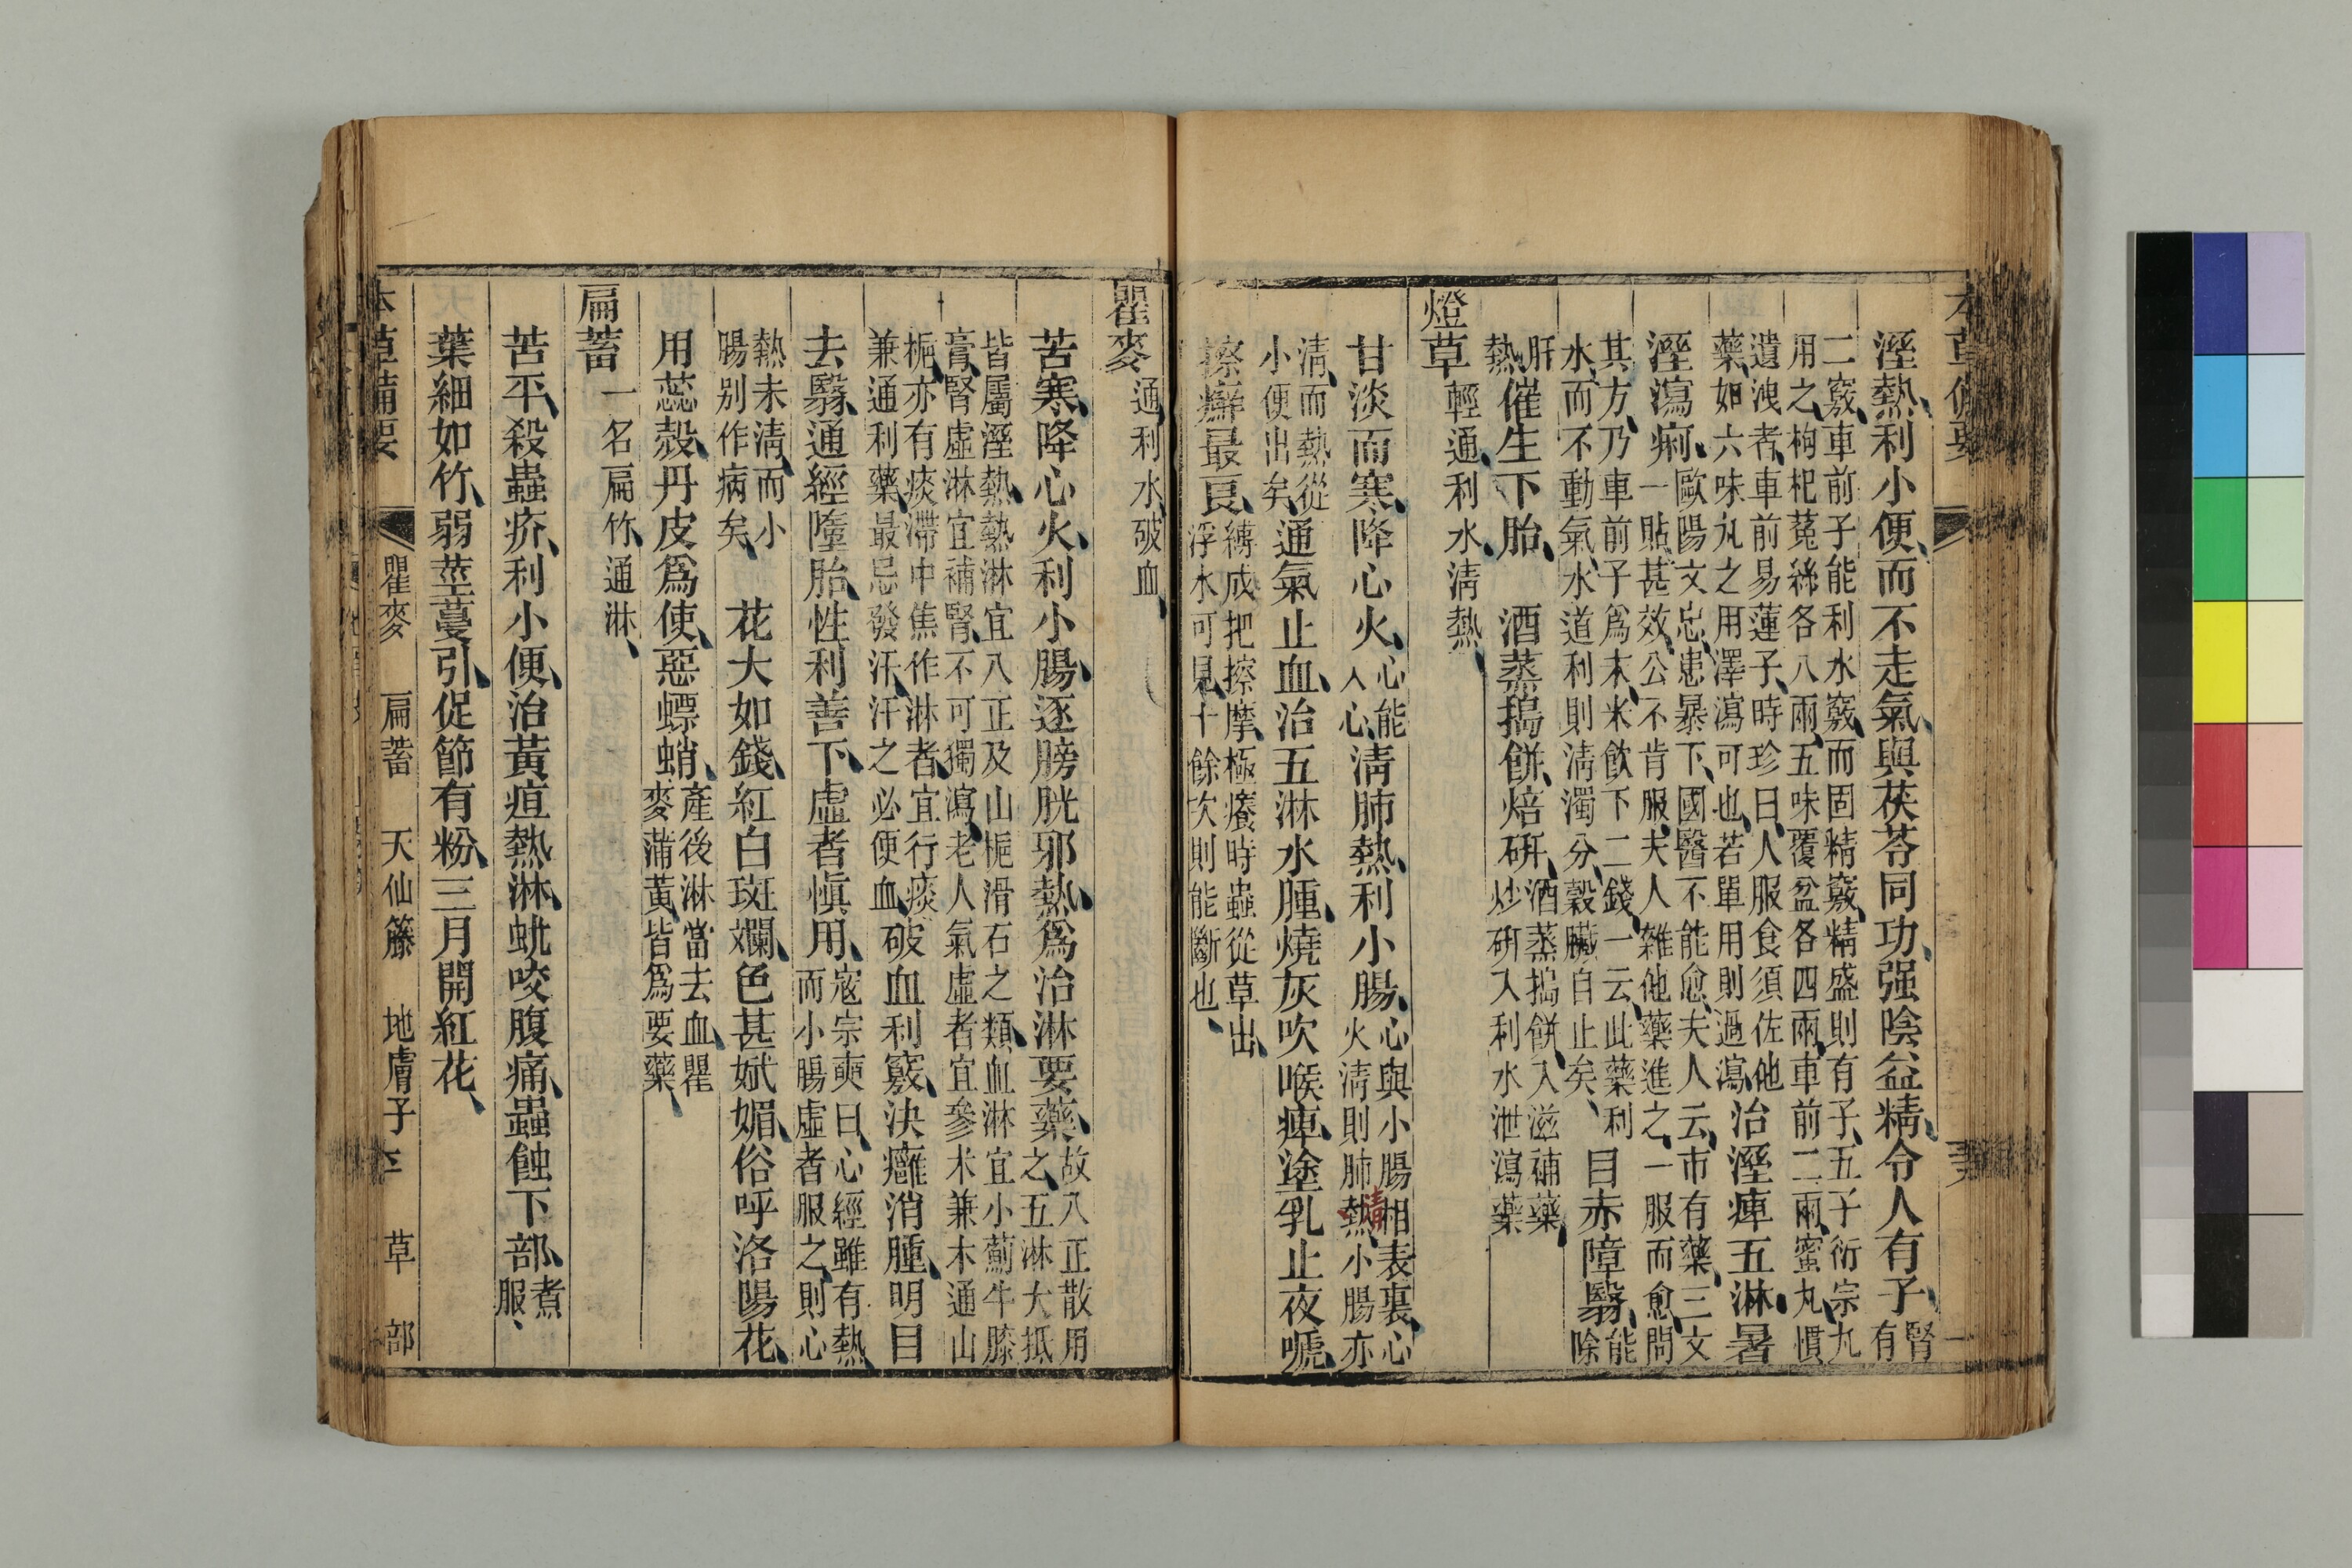 本草備要
溼熱、利小便而不走氣、與茯苓同功、强陰益精、令人有子、腎有
二竅、車前子能利水竅而固精竅、精盛則有子、五子衍宗丸
用之、枸杞菟絲各八兩、五味覆盆各四兩、車前二兩、蜜丸、慣
遺洩者、車前易蓮子、時珍曰、人服食須佐他
藥、如六味丸之用澤瀉可也、若單用則過瀉、治溼痺五淋、暑
溼瀉痢、歐陽文忠患暴下、國醫不能愈、夫人云、市有藥、三文
一貼甚效、公不肯服、夫人雜他藥進之、一服而愈、問
其方、乃車前子爲末、米飲下二錢、一云、此藥利
水而不動氣、水道利則清濁分、穀臟自止矣、目赤障翳、能除
肝熱、催生下胎、　酒蒸搗餅、焙研、酒蒸搗餅、入滋補藥、
炒研入利水泄瀉藥
燈草　輕通、利水清熱、
甘淡而寒、降心火、心能入心、清肺熱、利小腸、心與小腸相表裏、心
火清則肺熱清、小腸亦
清而熱從
小便出矣、通氣止血、治五淋水腫、燒灰吹喉痺、塗乳止夜嗁、
擦癬最良、縛成把擦摩、極癢時蟲從草出、
浮水可見、十餘次則能斷也、
瞿麥　通利水破血、
苦寒、降心火、利小腸、逐膀胱邪熱、爲治淋要藥、故八正散用
之、五淋大抵
皆屬溼熱、熱淋宜八正及山梔滑石之類、血淋宜小薊牛膝
膏、腎虛淋宜補腎、不可獨瀉、老人氣虛者宜參朮兼木通山
梔、亦有痰滯中焦作淋者、宜行痰
兼通利藥、最忌發汗、汗之必便血、破血利竅、決癰消腫、明目
去翳、通經墮胎、性利善下、虛者愼用、寇宗奭曰、心經雖有熱、
而小腸虛者服之、則心
熱未清、而小
腸別作病矣、花大如錢、紅白斑斕、色甚娬媚、俗呼洛陽花、
用蕊殼、丹皮爲使、惡螵蛸、產後淋當去血、瞿
麥蒲黃皆爲要藥、
扁蓄　一名扁竹、通淋、
苦平、殺蟲疥、利小便、治黃疸熱淋、蚘咬腹痛、蟲蝕下部、煮服、
葉細如竹、弱莖蔓引、促節有粉、三月開紅花、
本草備要　瞿麥　扁蓄　天仙籐　地膚子　草部